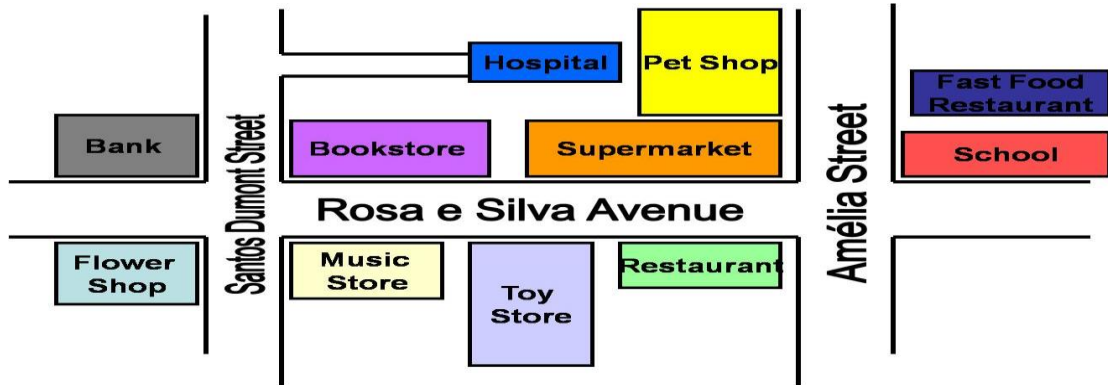 Hospital
Pet Shop
Fast Food
Restaurant
Bank
Bookstore
Supermarket
School
Santos Dumont Street
Rosa e Silva Avenue
Amélia Street
Flower
Shop
Music
Store
Toy
Store
Restaurant